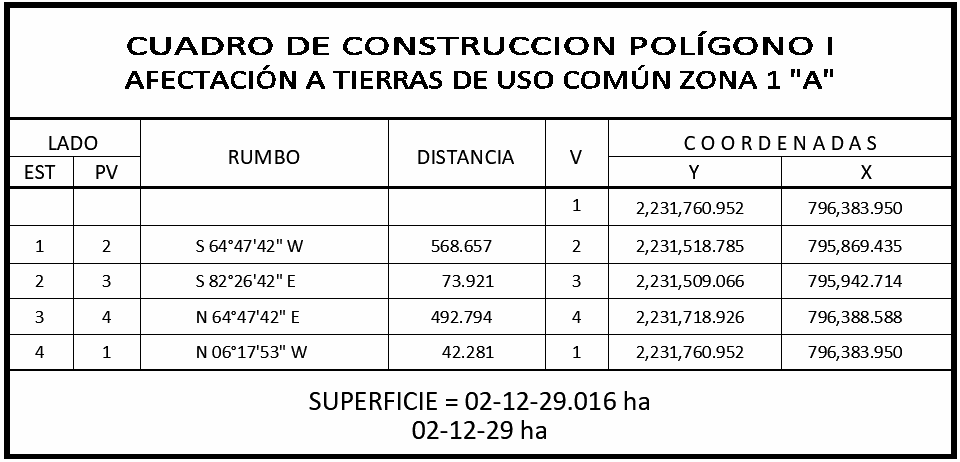 CUADRO DE CONSTRUCCION POLÍGONO I
AFECTACIÓN A TIERRAS DE USO COMÚN ZONA 1 "A"
LADO RUMBO DISTANCIA V COORDENADAS
EST PV Y X
1 2,231,760.952 796,383.950
1 2 S 64°47'42" W 568.657 2 2,231,518.785 795,869.435
2 3 S 82°26'42" E 73.921 3 2,231,509.066 795,942.714
3 4 N 64°47'42" E 492.794 4 2,231,718.926 796,388.588
4 1 N 06°17'53" W 42.281 1 2,231,760.952 796,383.950
SUPERFICIE = 02-12-29.016 ha
02-12-29 ha